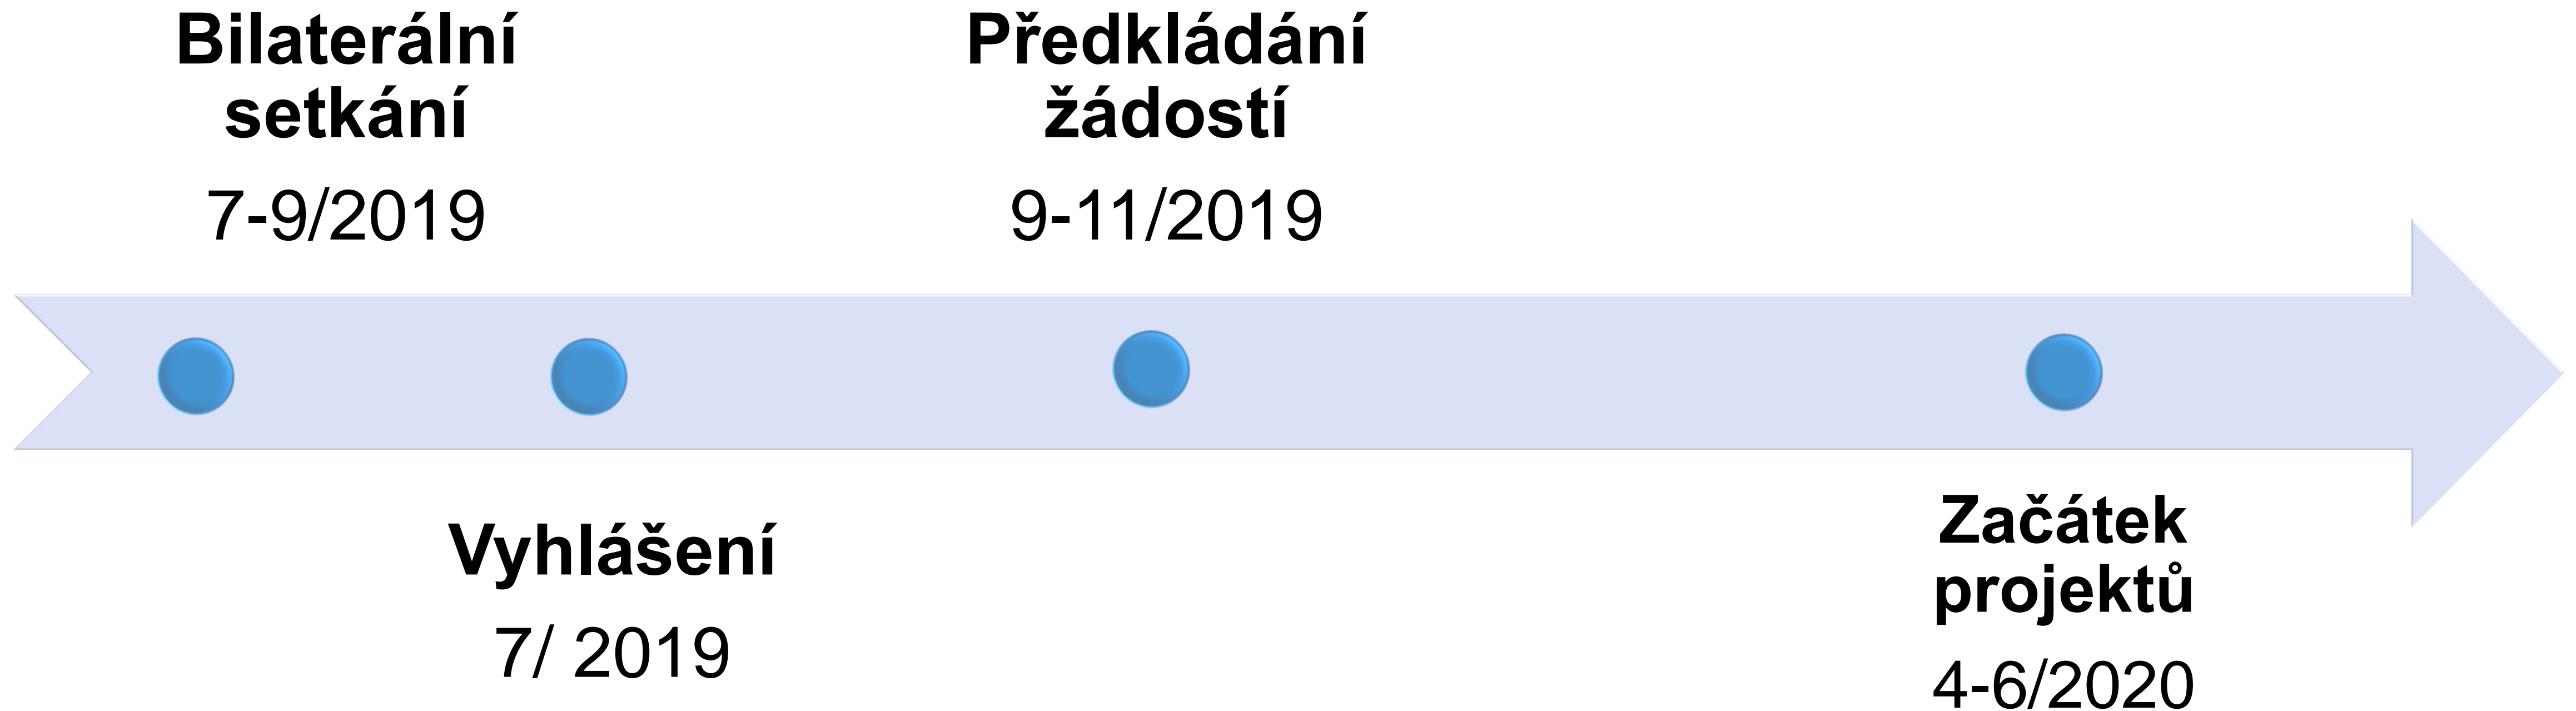 Bilaterální
setkání
7-9/2019
Předkládání
žádostí
9-11/2019
Vyhlášení
7/ 2019
Začátek
projektů
4-6/2020